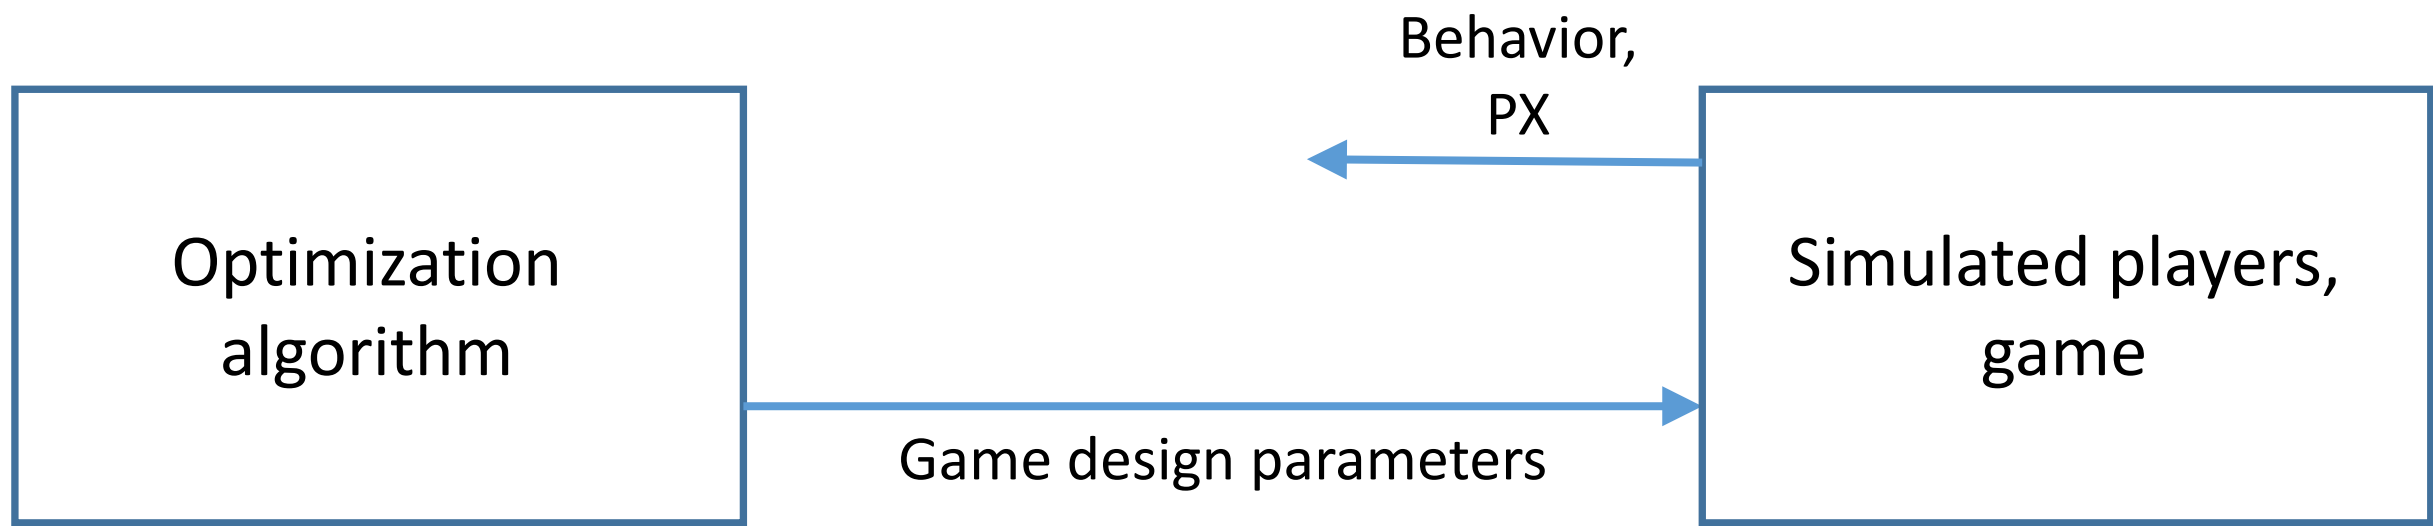 Behavior,
PX
Optimization
algorithm
Simulated players,
game
Game design parameters